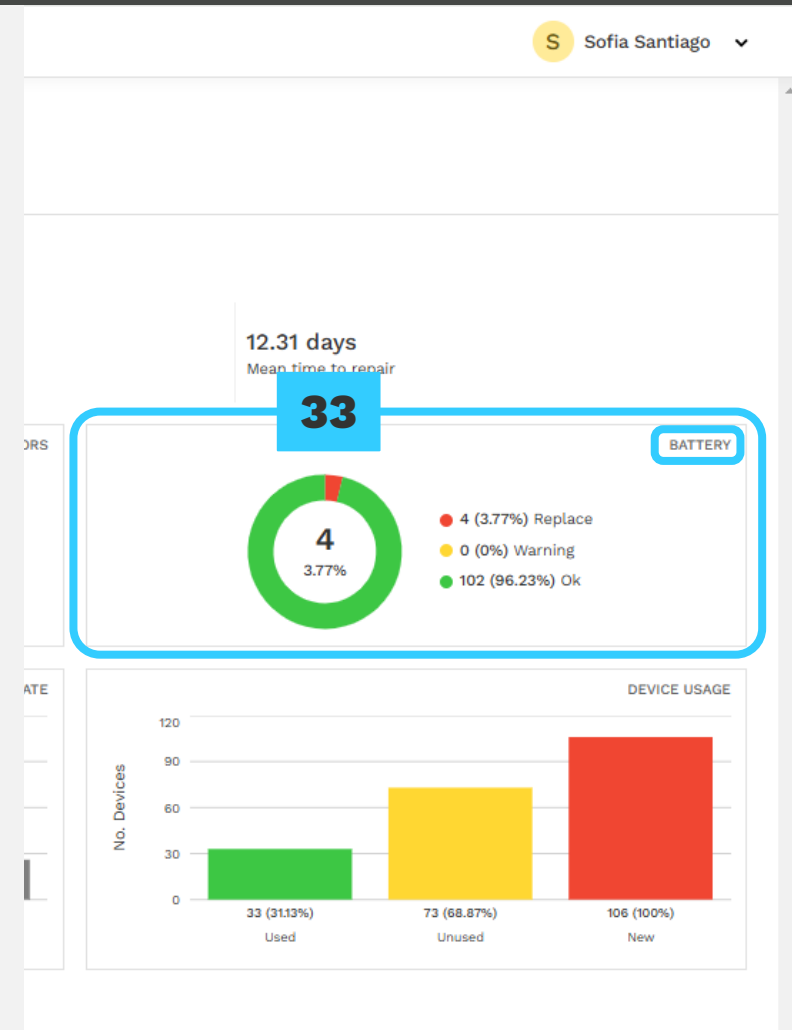 S Sofia Santiago
12.31 days
Mean time to repair
33
ORS
BATTERY
4
3.77%
4 (3.77%) Replace
0 (0%) Warning
102 (96.23%) Ok
ATE
DEVICE USAGE
No. Devices
120
90
60
30
0
33 (31.13%) 73 (68.87%) 106 (100%)
Used Unused New